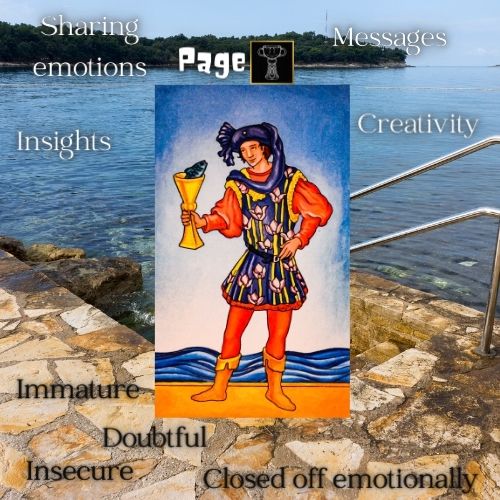 Sharing
emotions
Messages
Page
Insights
Creativity
Immature
Doubtful
Insecure
Closed off emotionally